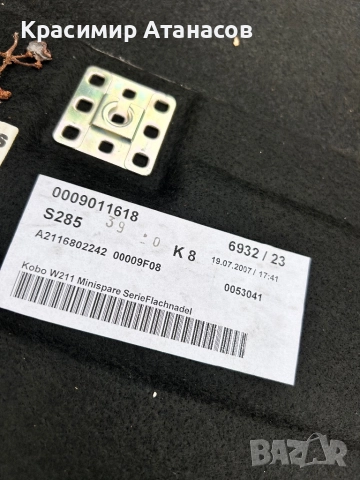 Красимир Атанасов
0009011618
S285 39 K 8 6932 / 23
A2116802242 00009F08 19.07.2007 / 17:41
0053041
Kobo W211 Minispare SerieFlachnadel
BAZAR